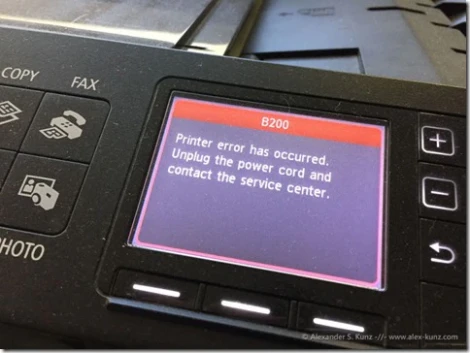 COPY
FAX
B200
Printer error has occurred.
Unplug the power cord and
contact the service center.
PHOTO
© Alexander S. Kunz -//- www.alex-kunz.com